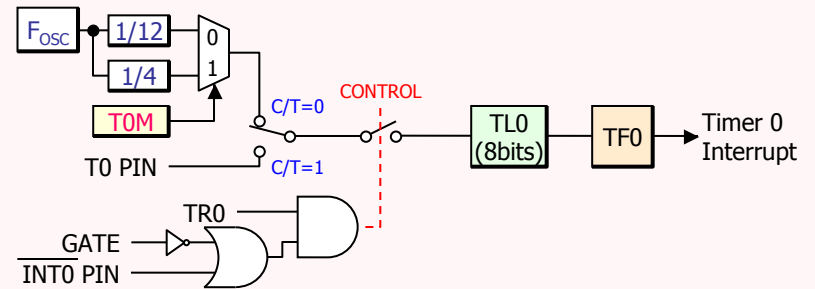 FOSC
1/12
0
1/4
1
T0M
C/T=0
CONTROL
TL0
(8bits)
TF0
Timer 0
Interrupt
T0 PIN
C/T=1
TR0
GATE
INT0 PIN